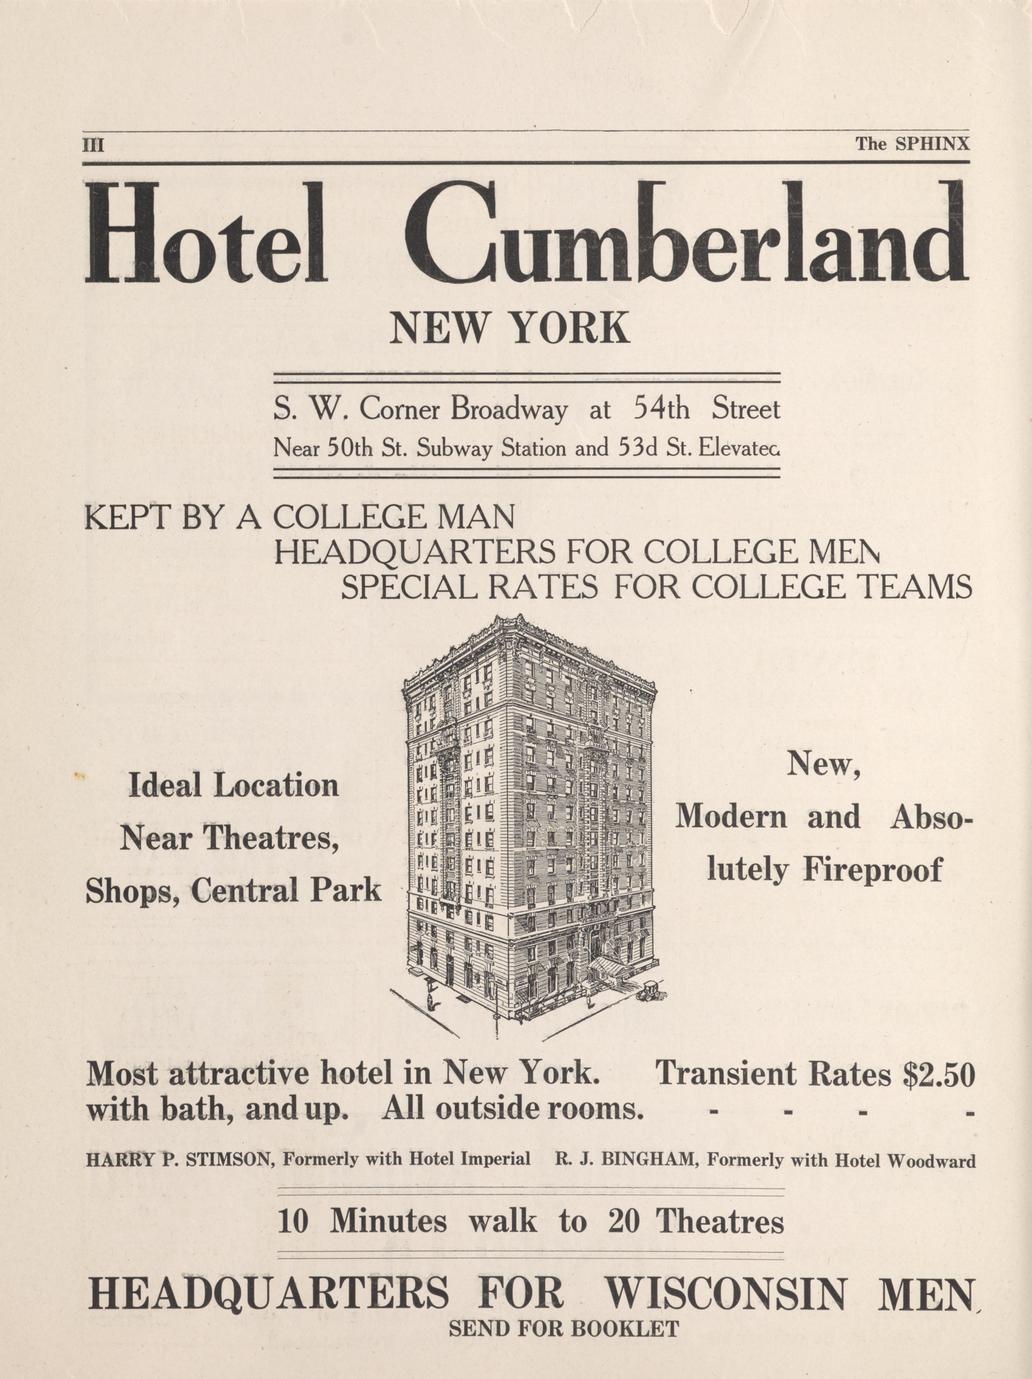 III The SPHINX
Hotel Cumberland
NEW YORK
S. W. Corner Broadway at 54th Street
Near 50th St. Subway Station and 53d St. Elevated
KEPT BY A COLLEGE MAN
HEADQUARTERS FOR COLLEGE MEN
SPECIAL RATES FOR COLLEGE TEAMS
Ideal Location
Near Theatres,
Shops, Central Park
New,
Modern and Abso-
lutely Fireproof
Most attractive hotel in New York. Transient Rates $2.50
with bath, and up. All outside rooms. - - - -
HARRY P. STIMSON, Formerly with Hotel Imperial R. J. BINGHAM, Formerly with Hotel Woodward
10 Minutes walk to 20 Theatres
HEADQUARTERS FOR WISCONSIN MEN.
SEND FOR BOOKLET